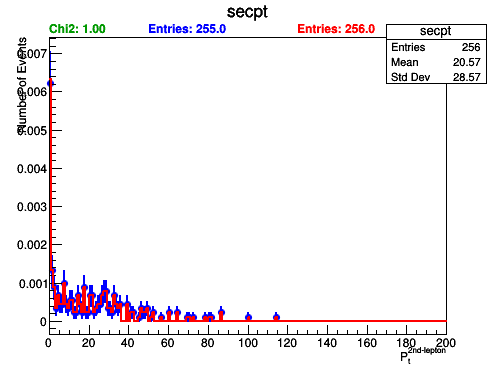 secpt
Chi2: 1.00 Entries: 255.0 Entries: 256.0
secpt
Entries 256
Mean 20.57
Std Dev 28.57
Number of Events
0.007
0.006
0.005
0.004
0.003
0.002
0.001
0
0 20 40 60 80 100 120 140 160 180 200
P_t^2nd-lepton